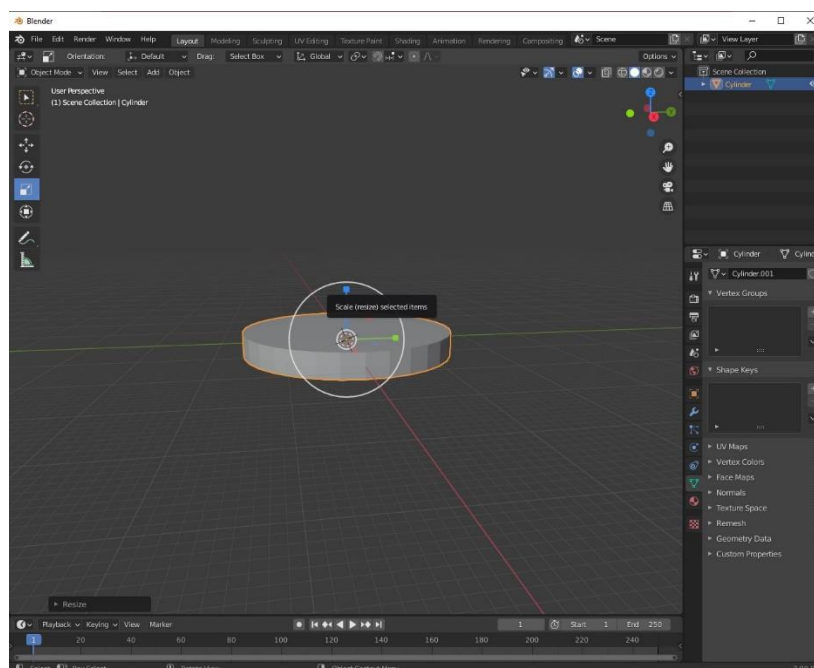 Blender
File Edit Render Window Help Layout Modeling Sculpting UV Editing Texture Paint Shading Animation Rendering Compositing Scene View Layer
Orientation: Default Drag: Select Box Global Options
Object Mode View Select Add Object
Scene Collection
Cylinder
User Perspective
(1) Scene Collection | Cylinder
Z
Y
X
Scale (resize) selected items
Cylinder
Cylinder.001
Vertex Groups
Shape Keys
UV Maps
Vertex Colors
Face Maps
Normals
Texture Space
Remesh
Geometry Data
Custom Properties
Resize
Playback Keying View Marker 1 Start 1 End 250
1 20 40 60 80 100 120 140 160 180 200 220 240